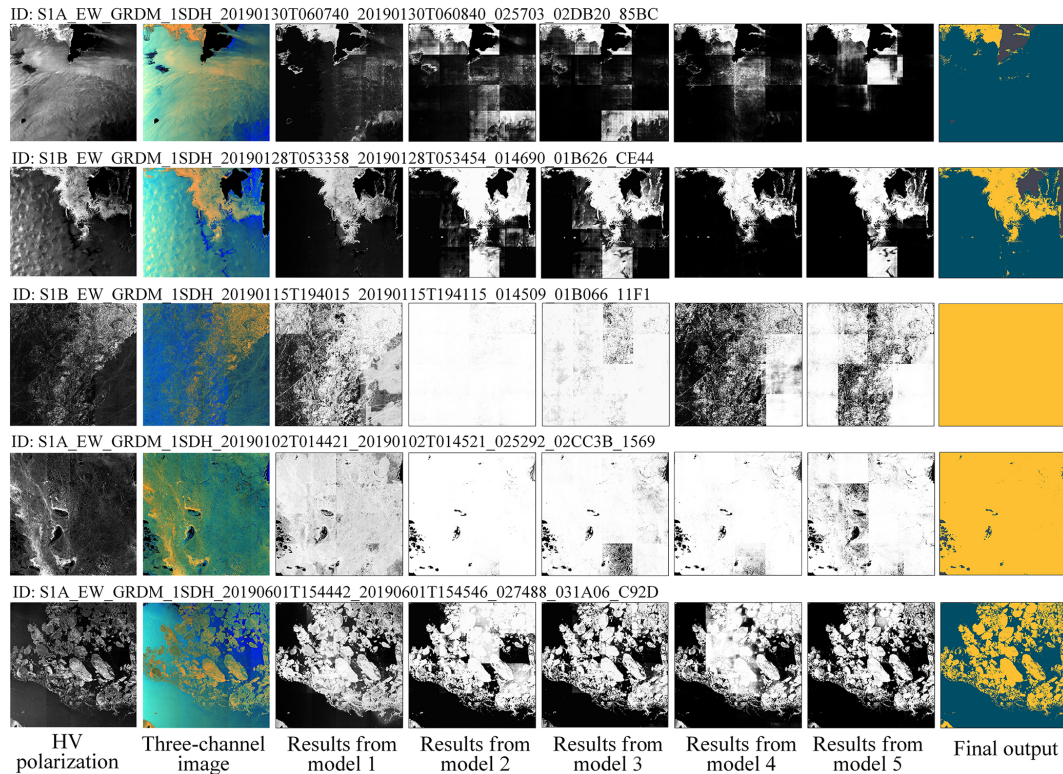 ID: S1A_EW_GRDM_1SDH_20190130T060740_20190130T060840_025703_02DB20_85BC
ID: S1B_EW_GRDM_1SDH_20190128T053358_20190128T053454_014690_01B626_CE44
ID: S1B_EW_GRDM_1SDH_20190115T194015_20190115T194115_014509_01B066_11F1
ID: S1A_EW_GRDM_1SDH_20190102T014421_20190102T014521_025292_02CC3B_1569
ID: S1A_EW_GRDM_1SDH_20190601T154442_20190601T154546_027488_031A06_C92D
HV
polarization
Three-channel
image
Results from
model 1
Results from
model 2
Results from
model 3
Results from
model 4
Results from
model 5
Final output